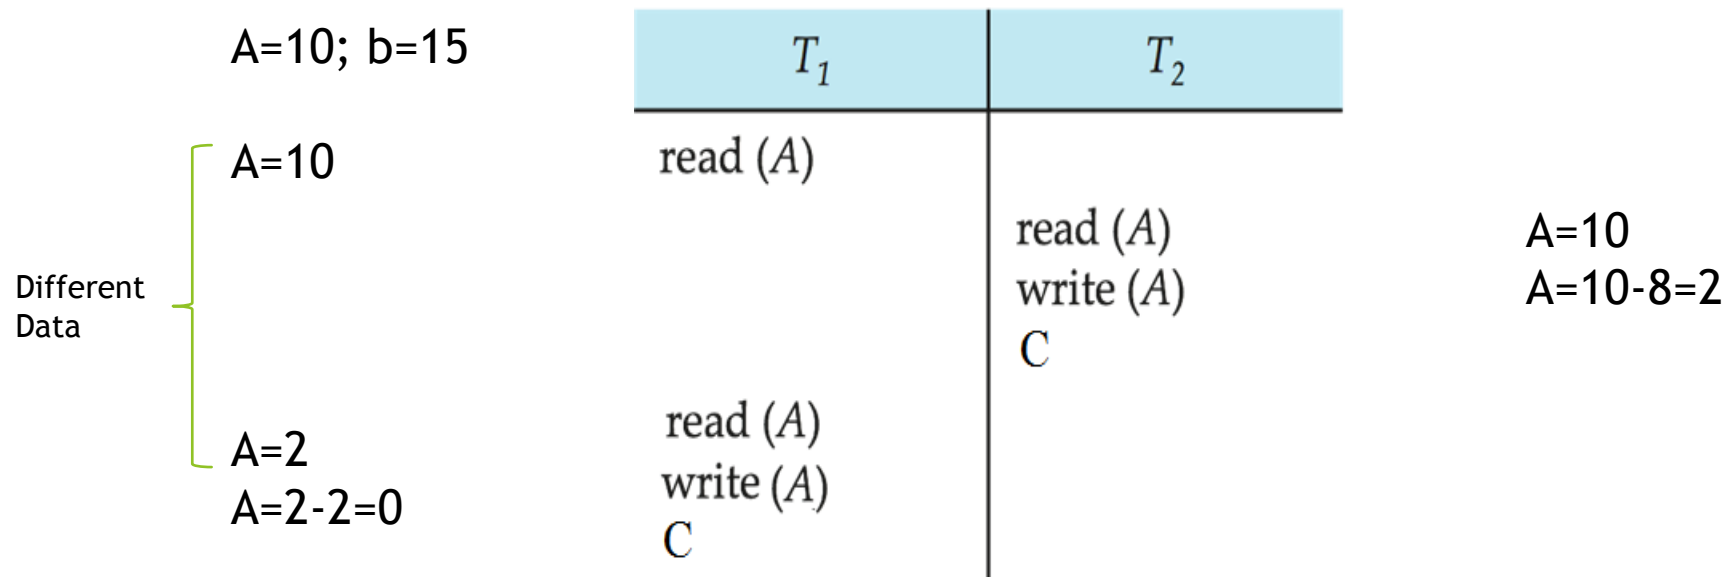 A=10; b=15
T1 T2
A=10 read (A)
read (A) A=10
write (A) A=10-8=2
Different
Data
C
A=2 read (A)
A=2-2=0 write (A)
C